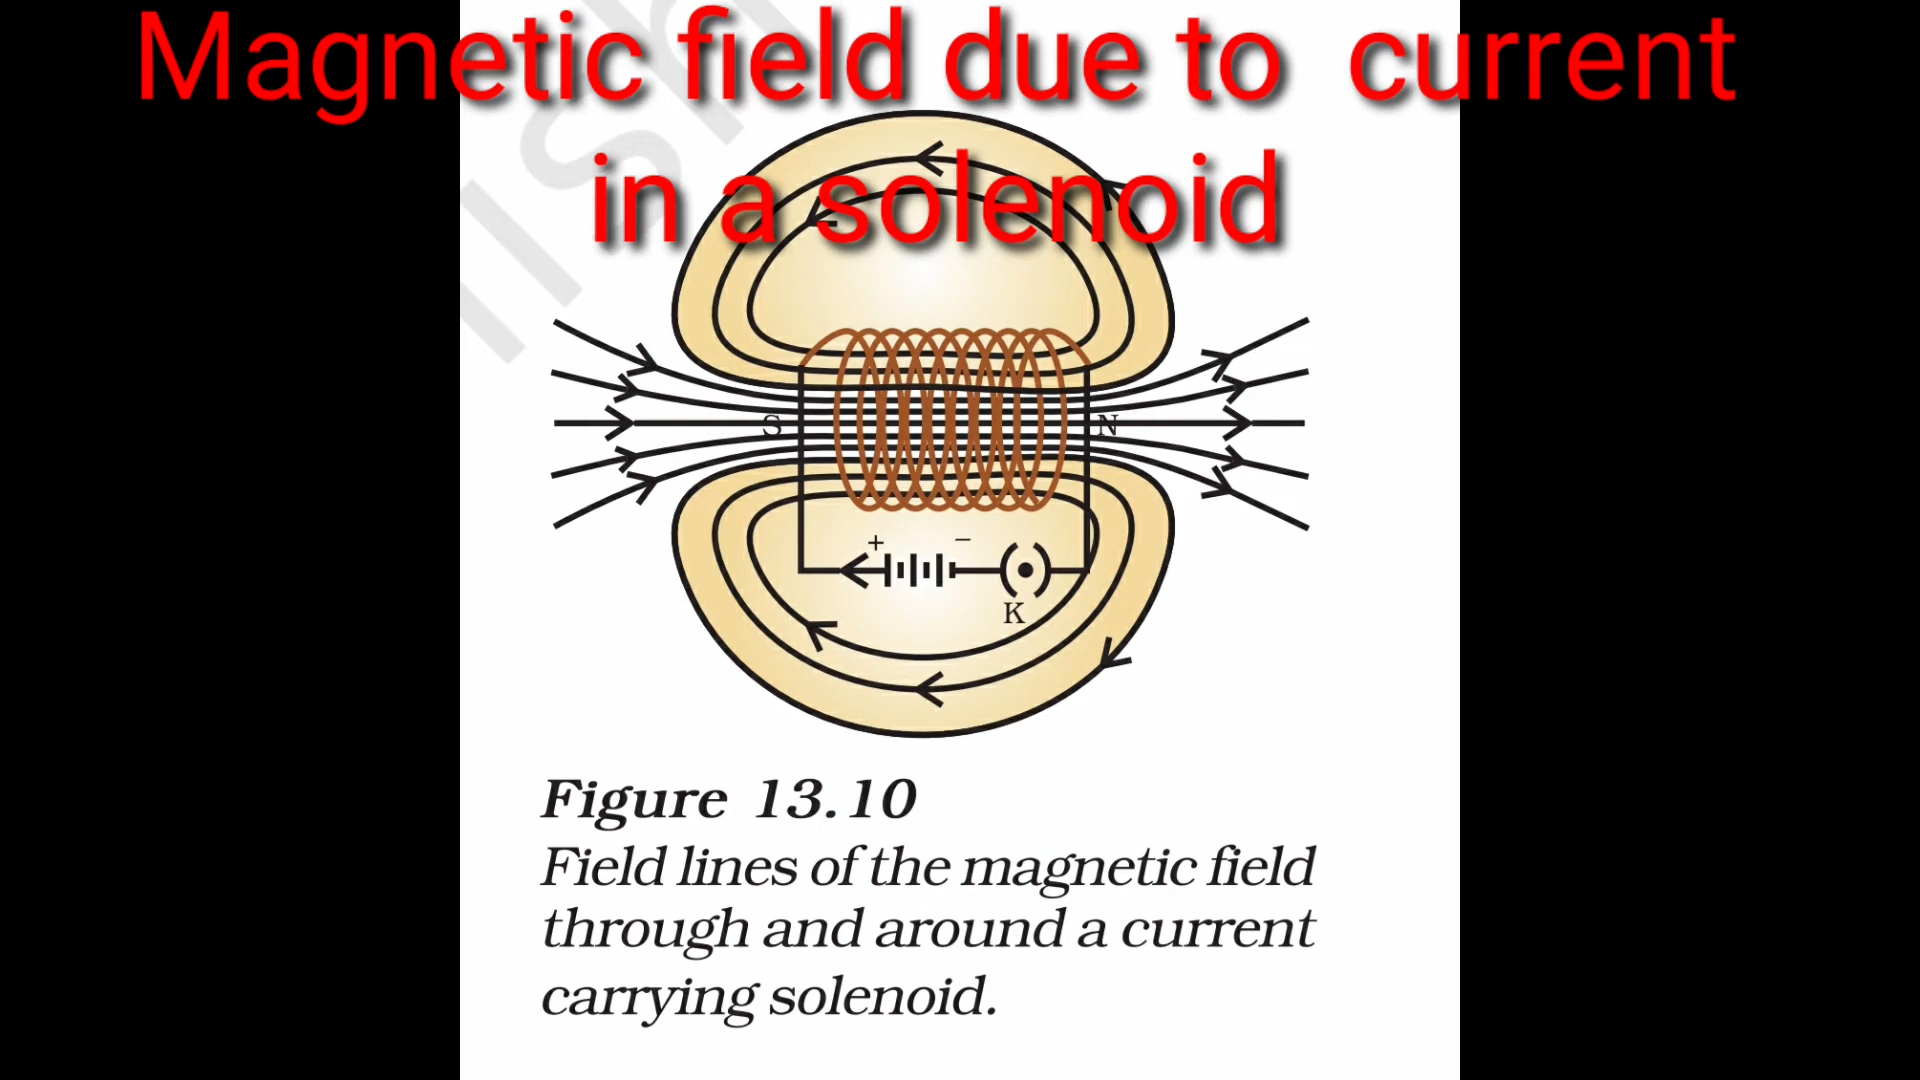 Magnetic field due to current
in a solenoid
S
N
+
−
K
Figure 13.10
Field lines of the magnetic field
through and around a current
carrying solenoid.